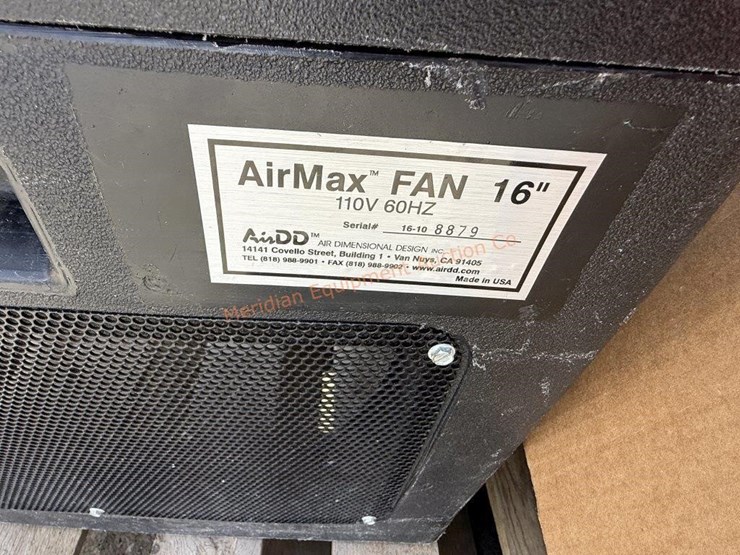 AirMax™ FAN 16"
110V 60HZ
Serial# 16-10 8879
AirDD™ AIR DIMENSIONAL DESIGN INC.
14141 Covello Street, Building 1 • Van Nuys, CA 91405
TEL (818) 988-9901 • FAX (818) 988-9902 • www.airdd.com
Made in USA
Meridian Equipment Auction Co